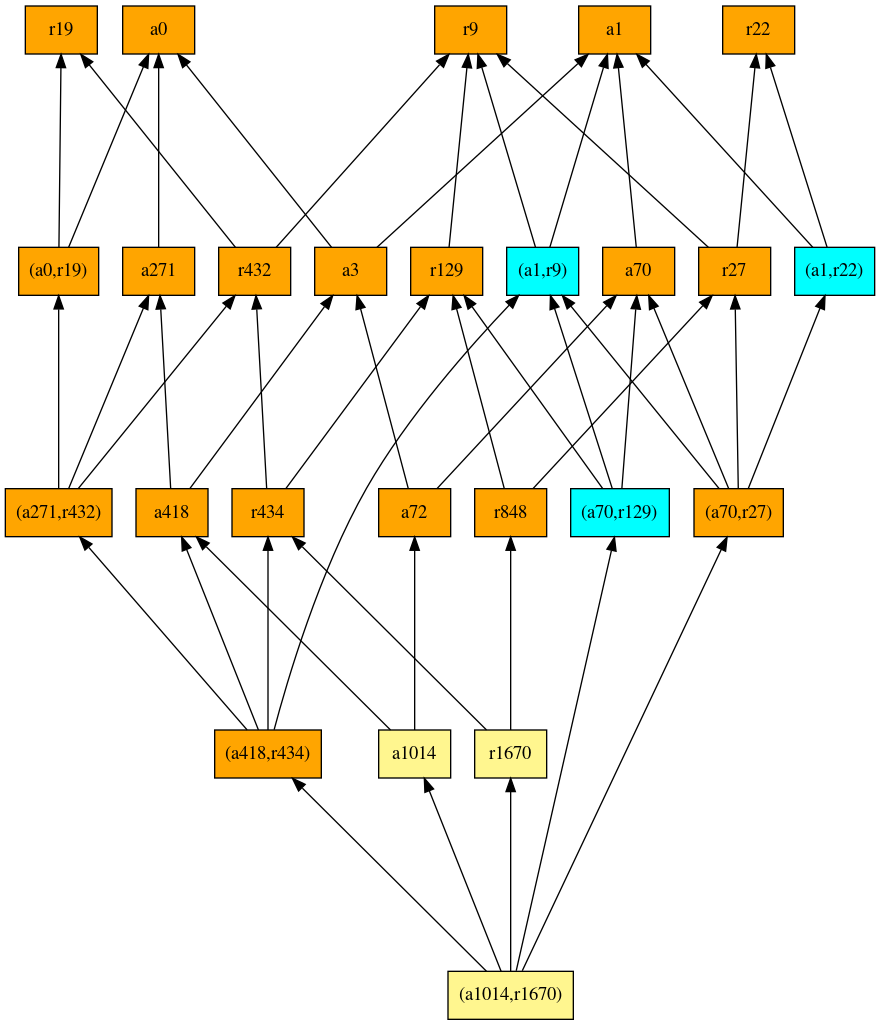 r19
a0
r9
a1
r22
(a0,r19)
a271
r432
a3
r129
(a1,r9)
a70
r27
(a1,r22)
(a271,r432)
a418
r434
a72
r848
(a70,r129)
(a70,r27)
(a418,r434)
a1014
r1670
(a1014,r1670)